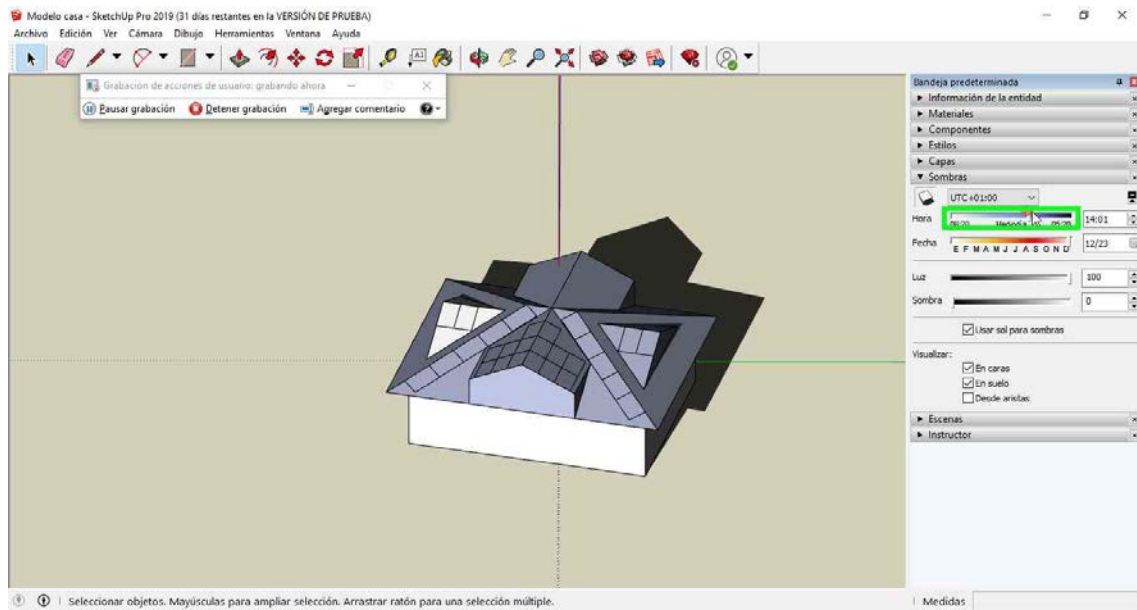 Modelo casa - SketchUp Pro 2019 (31 días restantes en la VERSIÓN DE PRUEBA)
Archivo Edición Ver Cámara Dibujo Herramientas Ventana Ayuda
A1
Grabación de acciones de usuario: grabando ahora
Pausar grabación Detener grabación Agregar comentario
Bandeja predeterminada
Información de la entidad
Materiales
Componentes
Estilos
Capas
Sombras
UTC+01:00
Hora 14:01
Mediodía
Fecha E F M A M J J A S O N D 12/23
Luz 100
Sombra 0
Usar sol para sombras
Visualizar:
En caras
En suelo
Desde aristas
Escenas
Instructor
Seleccionar objetos. Mayúsculas para ampliar selección. Arrastrar ratón para una selección múltiple.
Medidas